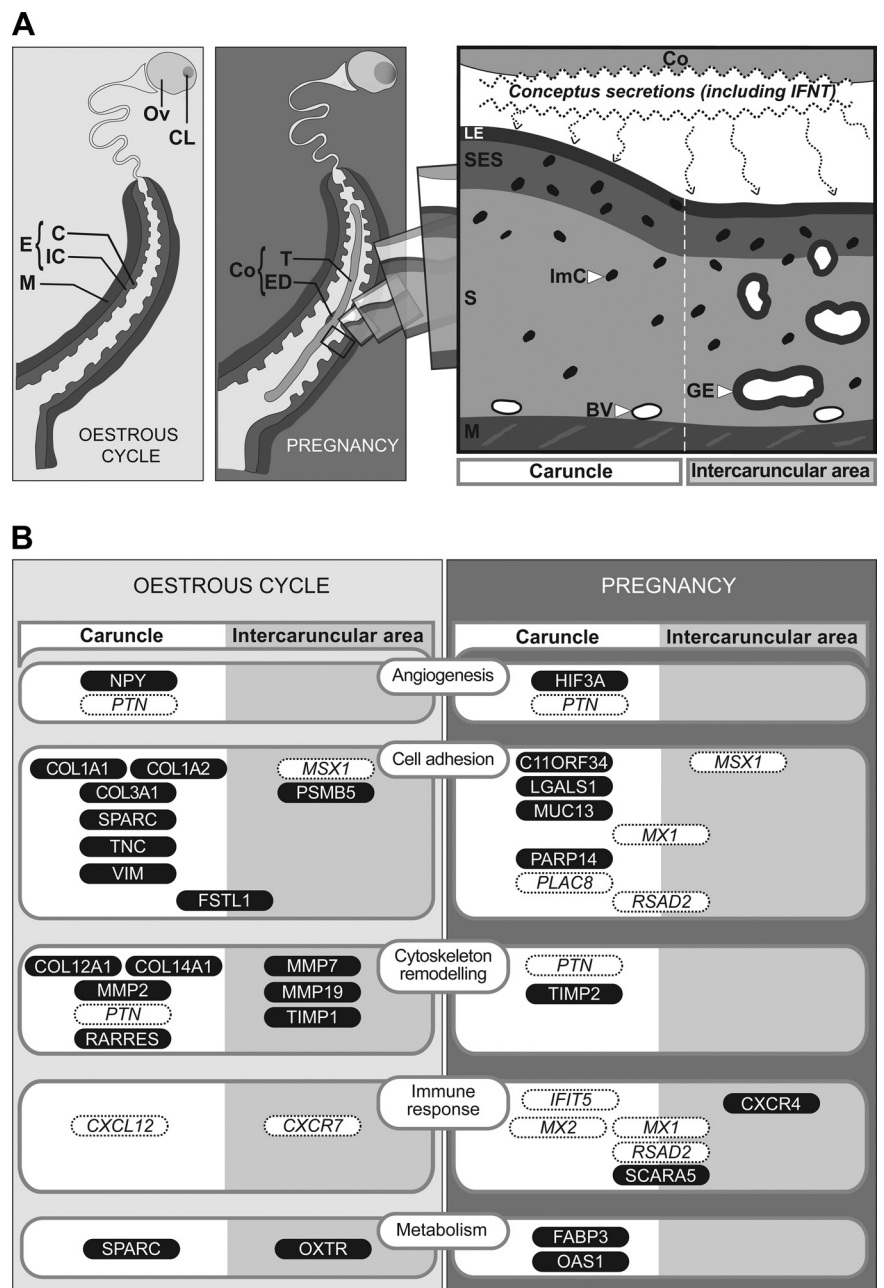 A
Ov
CL
E { C
IC
M
OESTROUS
CYCLE
Co { T
ED
PREGNANCY
Co
Conceptus secretions (including IFNT)
LE
SES
ImC
S
GE
BV
M
Caruncle
Intercaruncular area
B
OESTROUS CYCLE
Caruncle
Intercaruncular area
PREGNANCY
Caruncle
Intercaruncular area
Angiogenesis
NPY
PTN
HIF3A
PTN
Cell adhesion
COL1A1 COL1A2
COL3A1
SPARC
TNC
VIM
FSTL1
MSX1
PSMB5
C11ORF34
LGALS1
MUC13
MX1
PARP14
PLAC8
RSAD2
MSX1
Cytoskeleton
remodelling
COL12A1 COL14A1
MMP2
PTN
RARRES
MMP7
MMP19
TIMP1
PTN
TIMP2
Immune
response
CXCL12
CXCR7
IFIT5
MX2 MX1
RSAD2
SCARA5
CXCR4
Metabolism
SPARC
OXTR
FABP3
OAS1